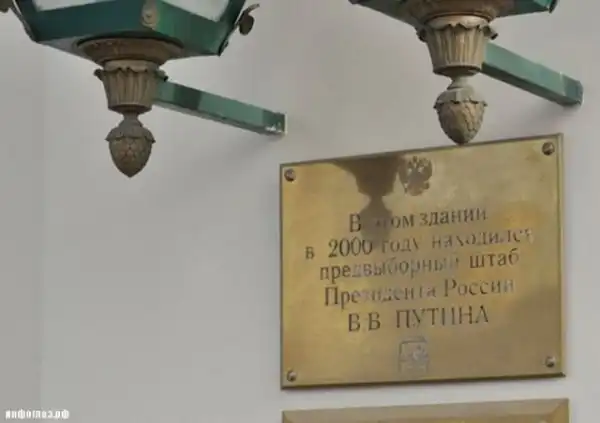 В этом здании
в 2000 году находился
предвыборный штаб
Президента России
В.В. ПУТИНА